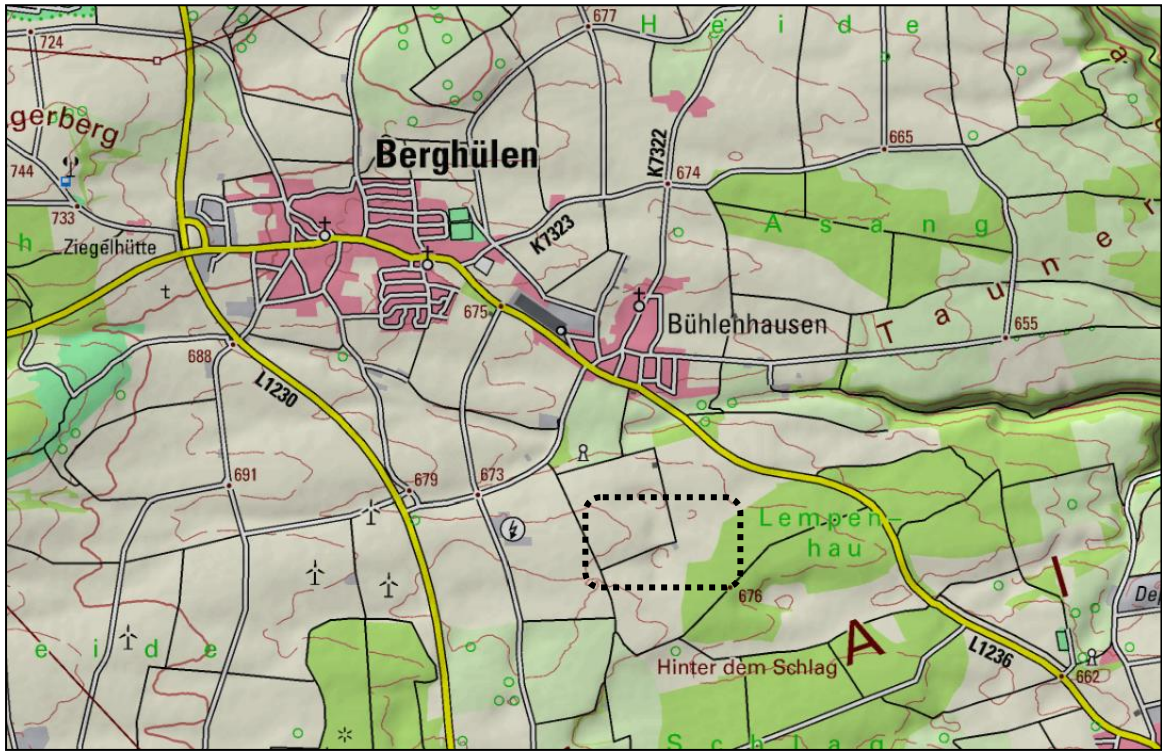 724
677
H e i d e
gerberg
Berghülen
K7322
665
744
674
733
h
Ziegelhütte
K7323
A s a n g
T a u n e r
a
675
Bühlenhausen
655
688
L1230
691
679
673
Lempen–
hau
676
A l
De
e i d e
Hinter dem Schlag
L1236
662
S c h l a g